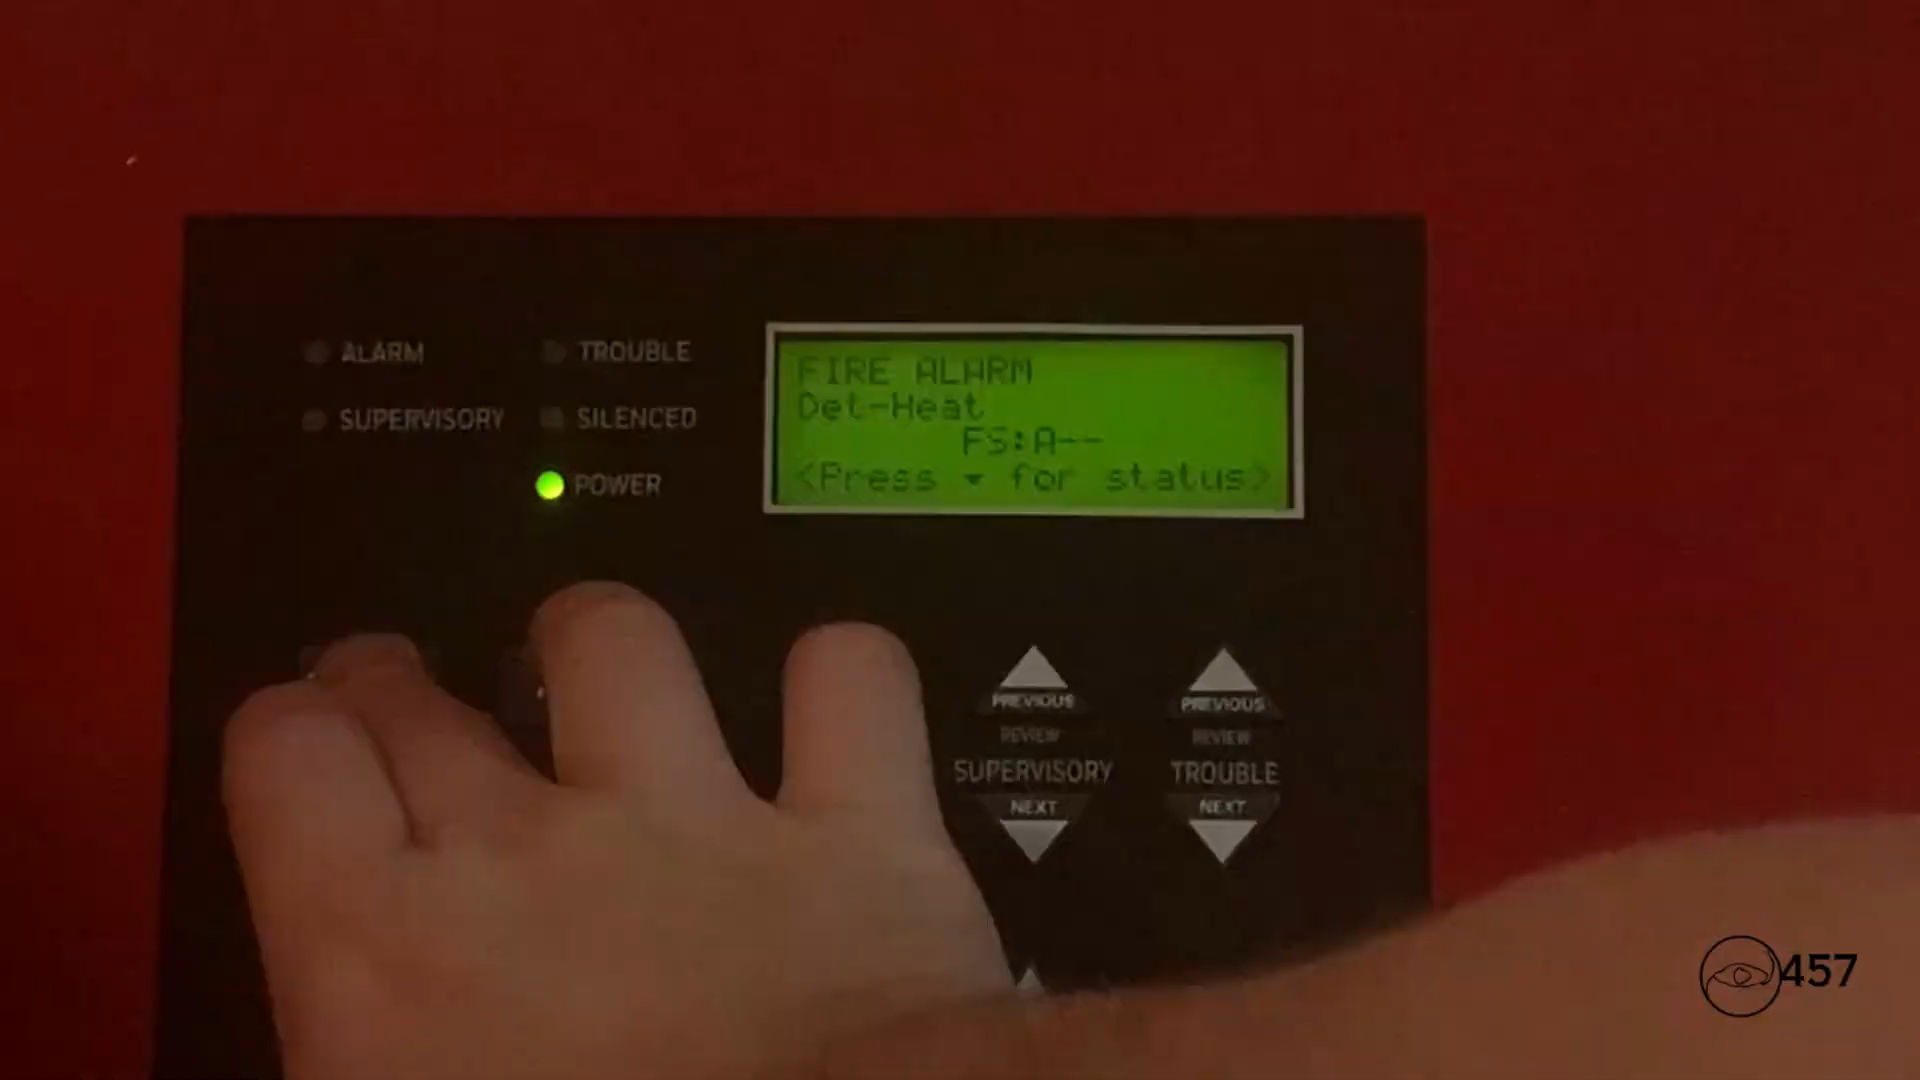 ALARM
TROUBLE
SUPERVISORY
SILENCED
POWER
FIRE ALARM
Det-Heat
FS:A--
<Press ▾ for status>
PREVIOUS
REVIEW
SUPERVISORY
NEXT
PREVIOUS
REVIEW
TROUBLE
NEXT
457